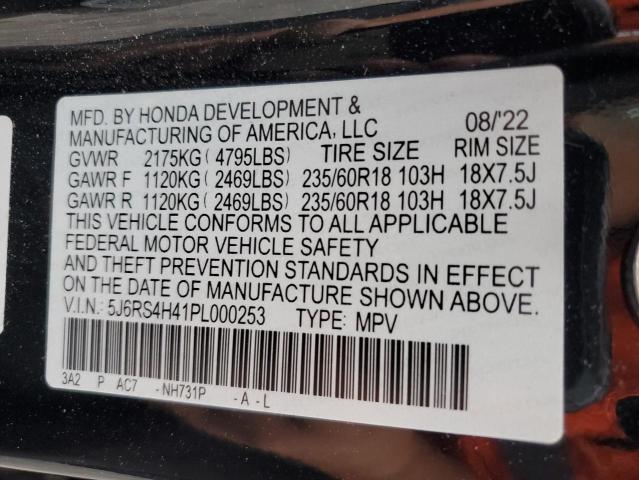 MFD. BY HONDA DEVELOPMENT &
MANUFACTURING OF AMERICA, LLC 08/'22
GVWR 2175KG ( 4795LBS) TIRE SIZE RIM SIZE
GAWR F 1120KG ( 2469LBS) 235/60R18 103H 18X7.5J
GAWR R 1120KG ( 2469LBS) 235/60R18 103H 18X7.5J
THIS VEHICLE CONFORMS TO ALL APPLICABLE
FEDERAL MOTOR VEHICLE SAFETY
AND THEFT PREVENTION STANDARDS IN EFFECT
ON THE DATE OF MANUFACTURE SHOWN ABOVE.
V.I.N.: 5J6RS4H41PL000253 TYPE: MPV
3A2 P AC7 -NH731P -A-L